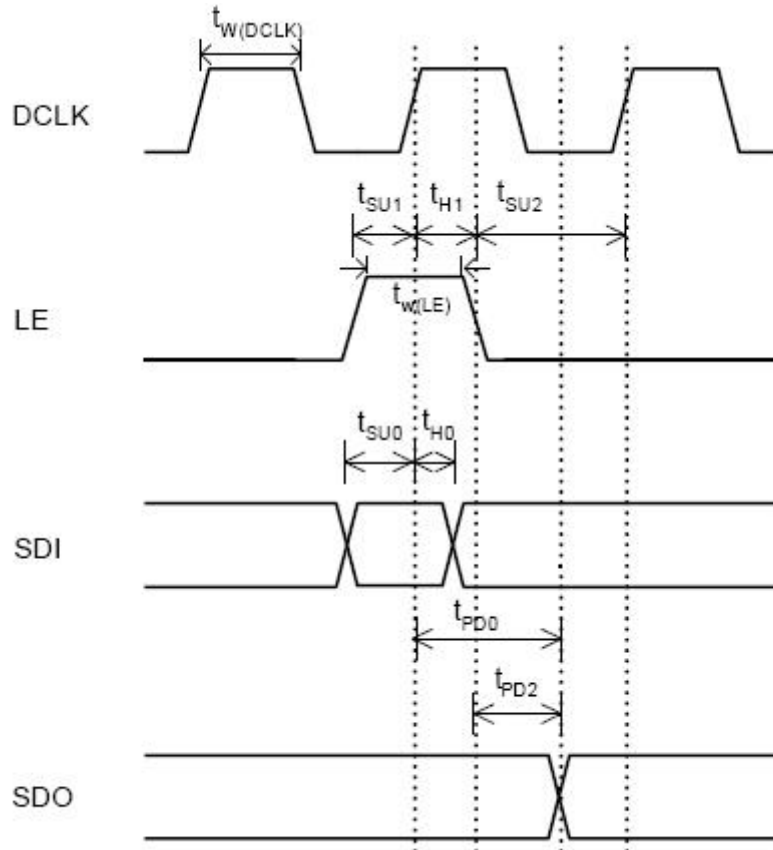 tW(DCLK)
DCLK
tSU1 tH1 tSU2
tw(LE)
LE
tSU0 tH0
SDI
tPD0
tPD2
SDO